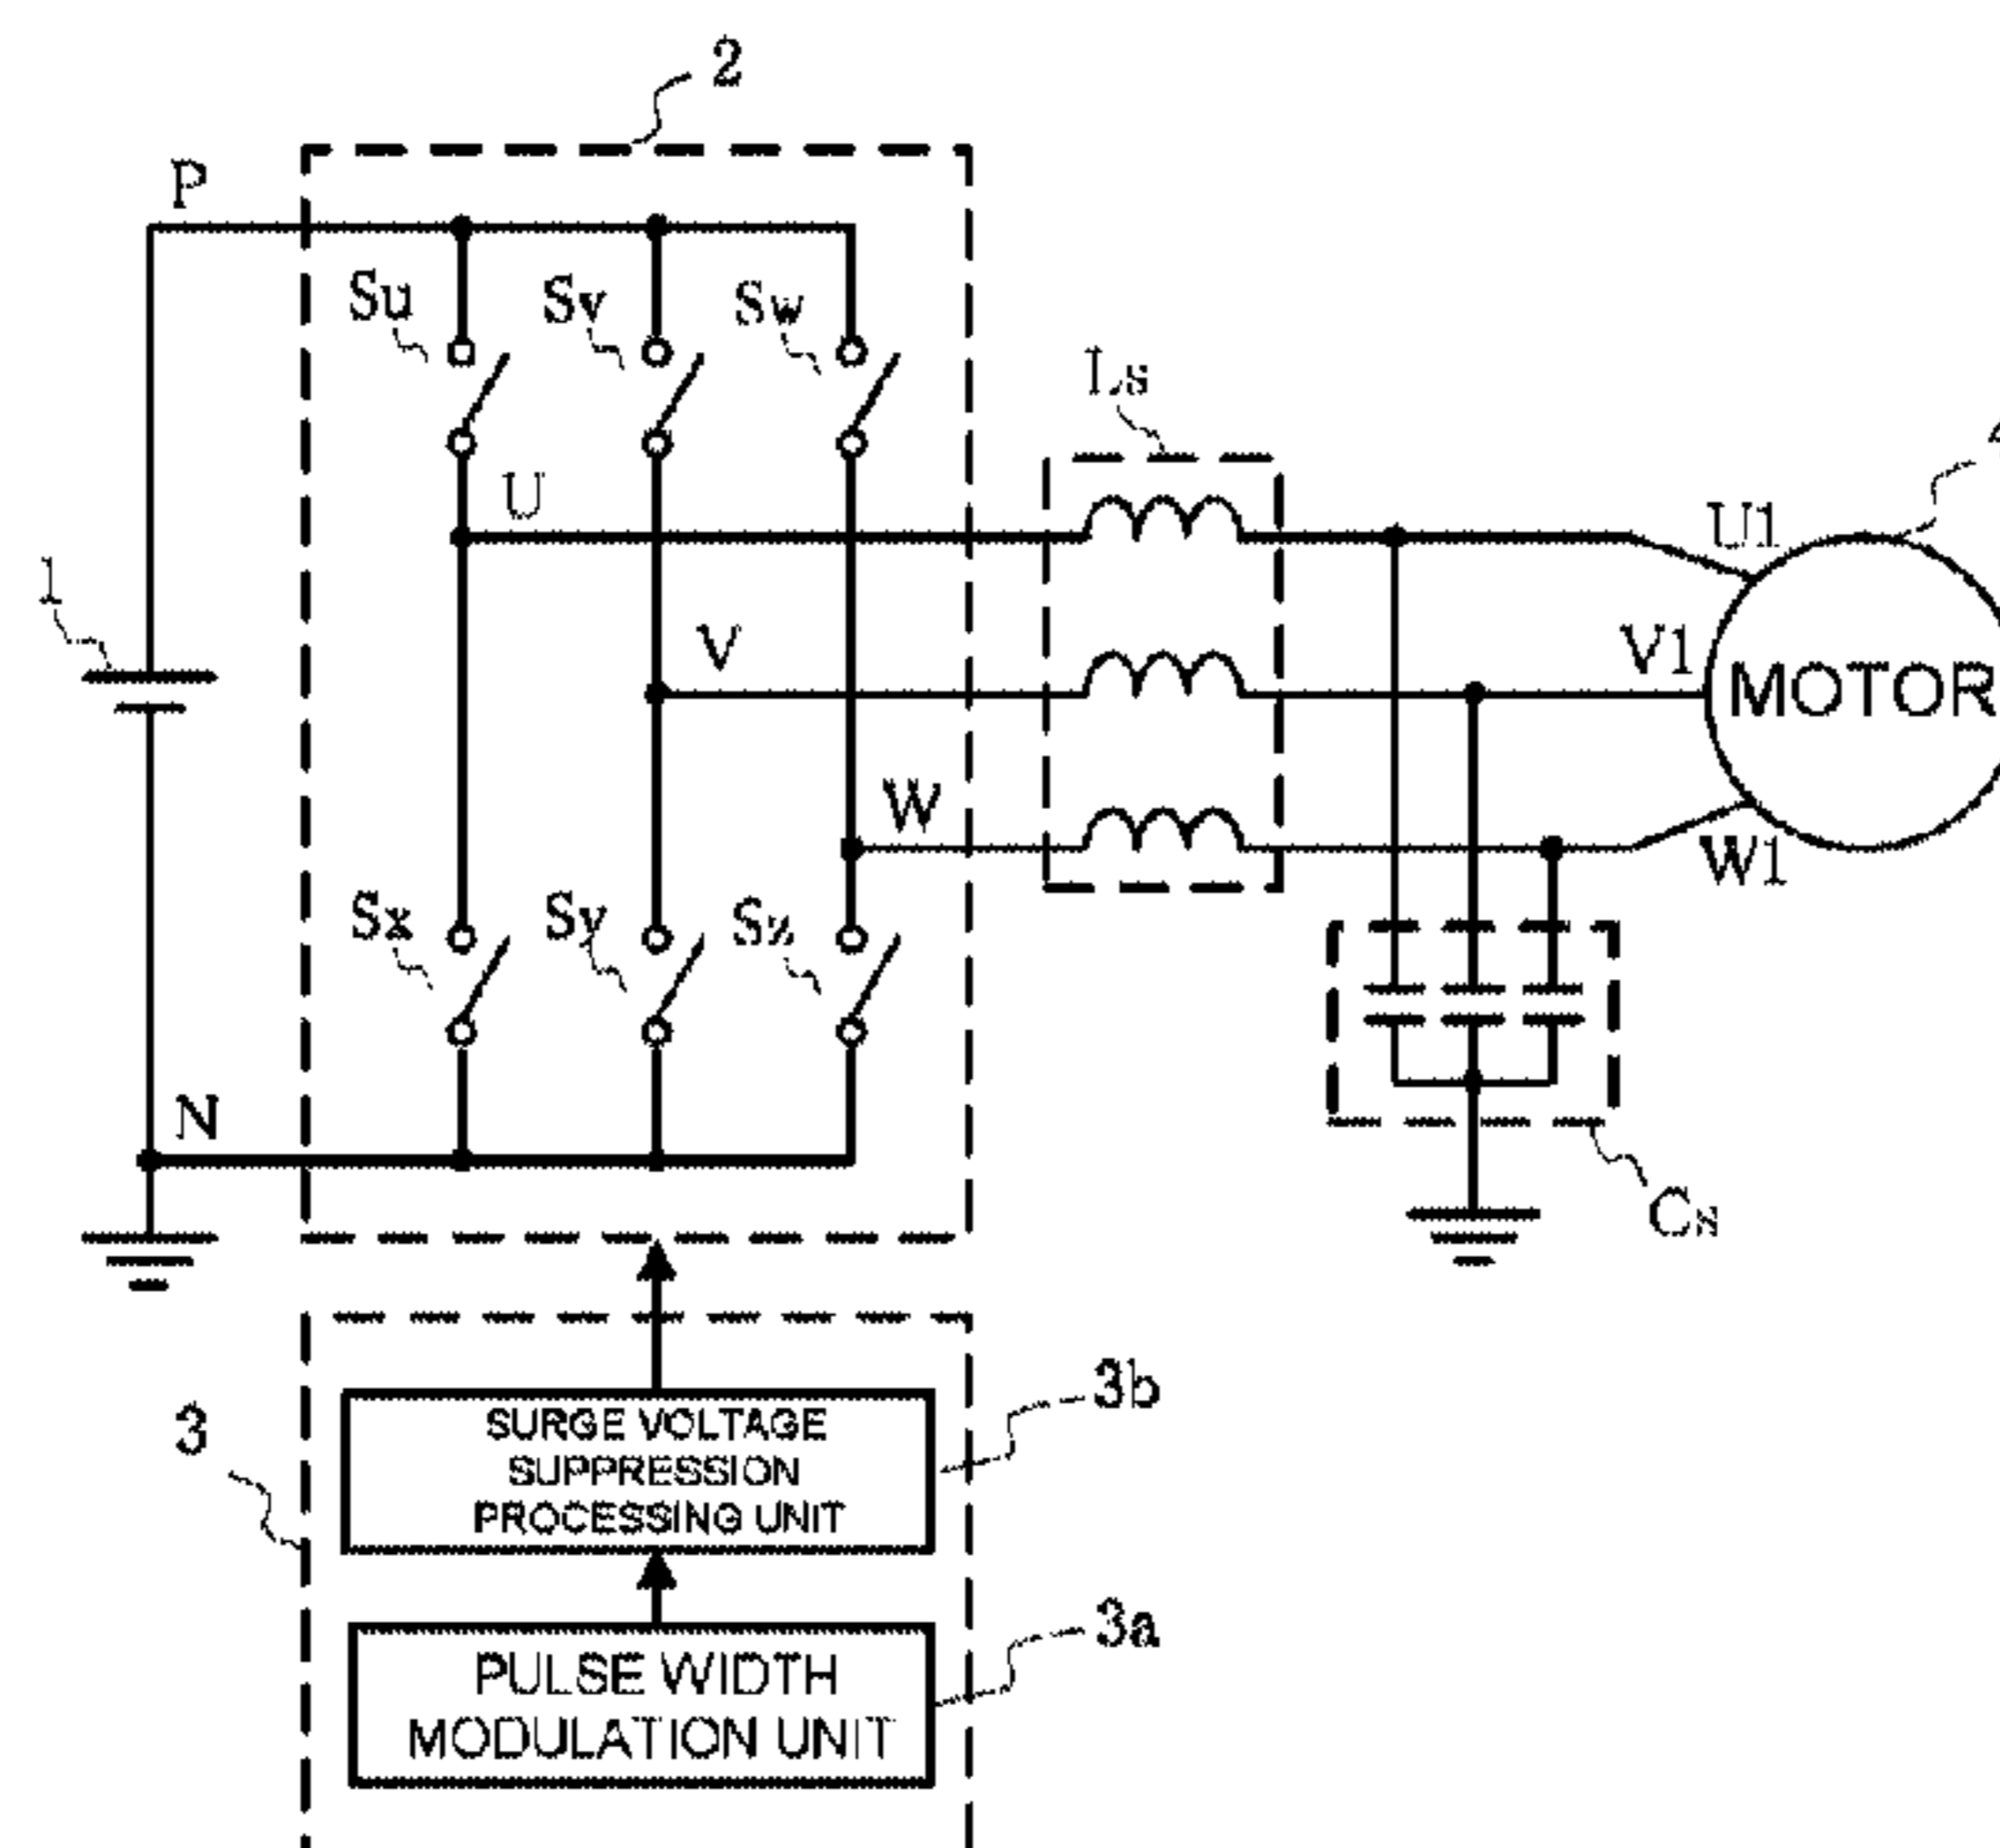 2
P
Su
Sv
Sw
Ls
U
U1
1
V
V1
MOTOR
W
W1
Sx
Sy
Sz
N
Cs
3b
SURGE VOLTAGE
SUPPRESSION
PROCESSING UNIT
3
3a
PULSE WIDTH
MODULATION UNIT